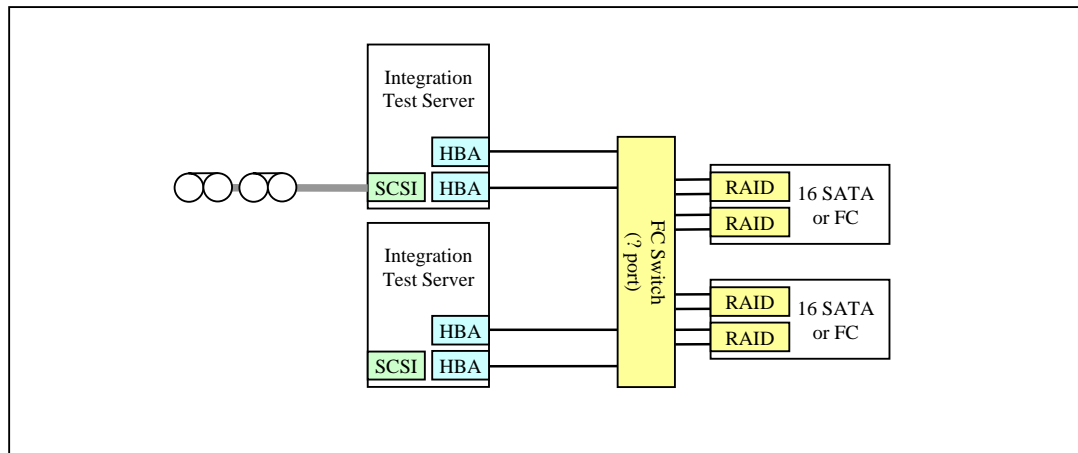 Integration
Test Server
HBA
SCSI
HBA
Integration
Test Server
HBA
SCSI
HBA
FC Switch
(? port)
RAID
RAID
16 SATA
or FC
RAID
RAID
16 SATA
or FC